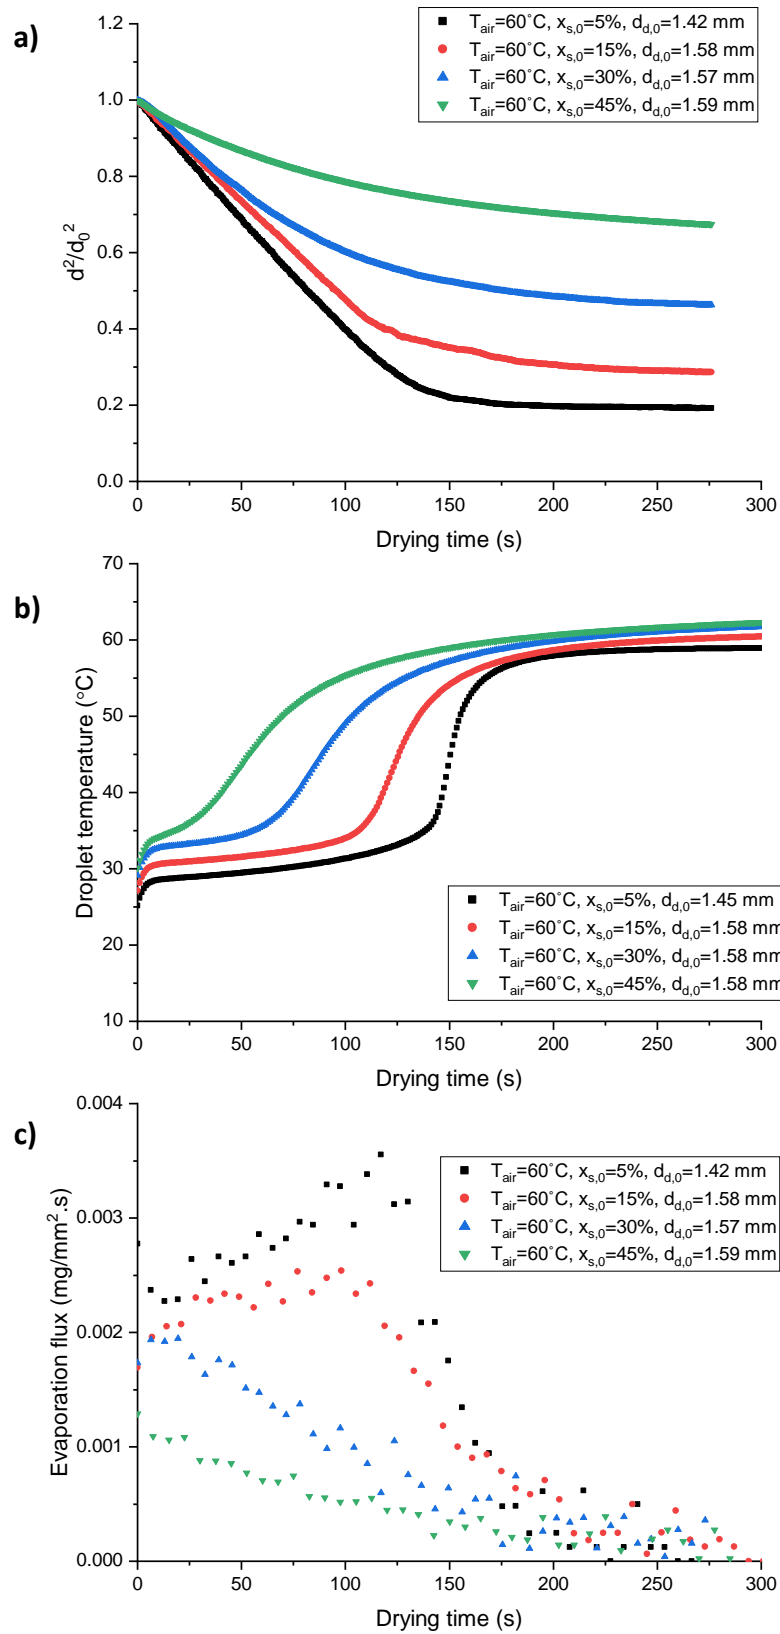 a)
T_air=60˚C, x_s,0=5%, d_d,0=1.42 mm
T_air=60˚C, x_s,0=15%, d_d,0=1.58 mm
T_air=60˚C, x_s,0=30%, d_d,0=1.57 mm
T_air=60˚C, x_s,0=45%, d_d,0=1.59 mm
1.2
1.0
0.8
0.6
0.4
0.2
0.0
d²/d₀²
0 50 100 150 200 250 300
Drying time (s)
b)
70
60
50
40
30
20
10
Droplet temperature (°C)
T_air=60˚C, x_s,0=5%, d_d,0=1.45 mm
T_air=60˚C, x_s,0=15%, d_d,0=1.58 mm
T_air=60˚C, x_s,0=30%, d_d,0=1.58 mm
T_air=60˚C, x_s,0=45%, d_d,0=1.58 mm
0 50 100 150 200 250 300
Drying time (s)
c)
0.004
0.003
0.002
0.001
0.000
Evaporation flux (mg/mm².s)
T_air=60˚C, x_s,0=5%, d_d,0=1.42 mm
T_air=60˚C, x_s,0=15%, d_d,0=1.58 mm
T_air=60˚C, x_s,0=30%, d_d,0=1.57 mm
T_air=60˚C, x_s,0=45%, d_d,0=1.59 mm
0 50 100 150 200 250 300
Drying time (s)